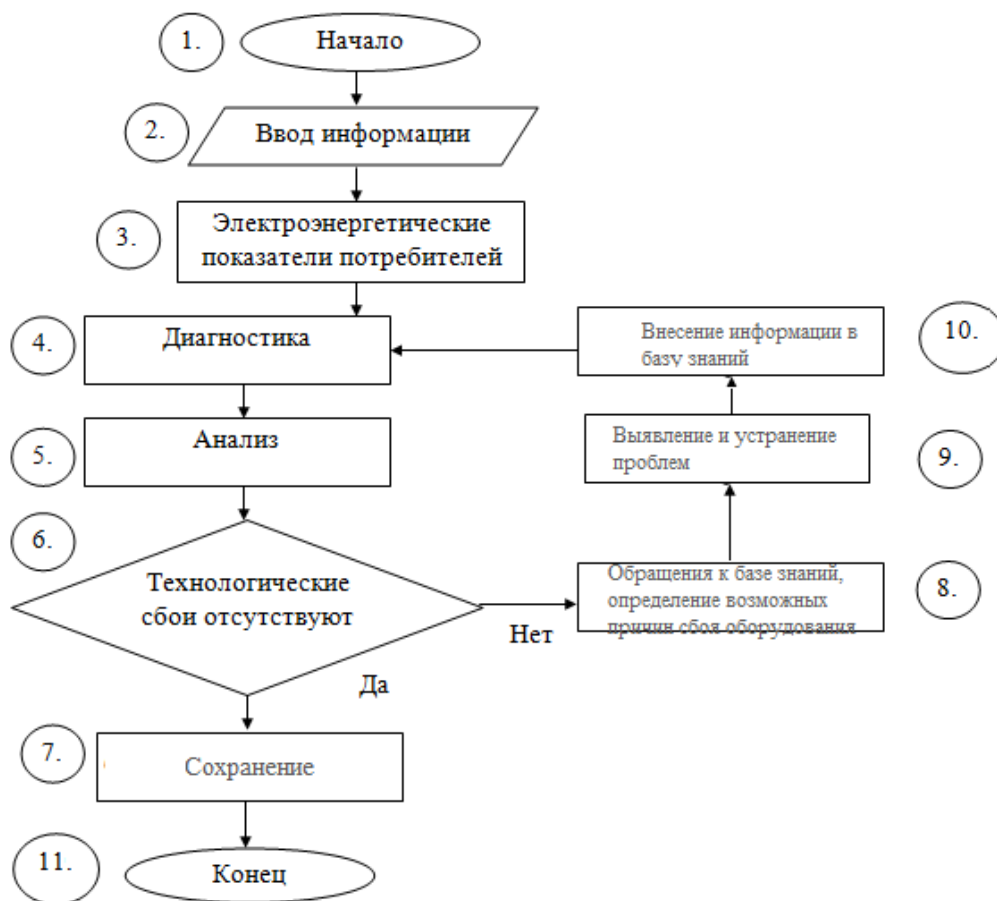 1.
Начало
2.
Ввод информации
3.
Электроэнергетические
показатели потребителей
4.
Диагностика
10.
Внесение информации в
базу знаний
5.
Анализ
9.
Выявление и устранение
проблем
6.
Технологические
сбои отсутствуют
Нет
Да
8.
Обращения к базе знаний,
определение возможных
причин сбоя оборудования
7.
Сохранение
11.
Конец